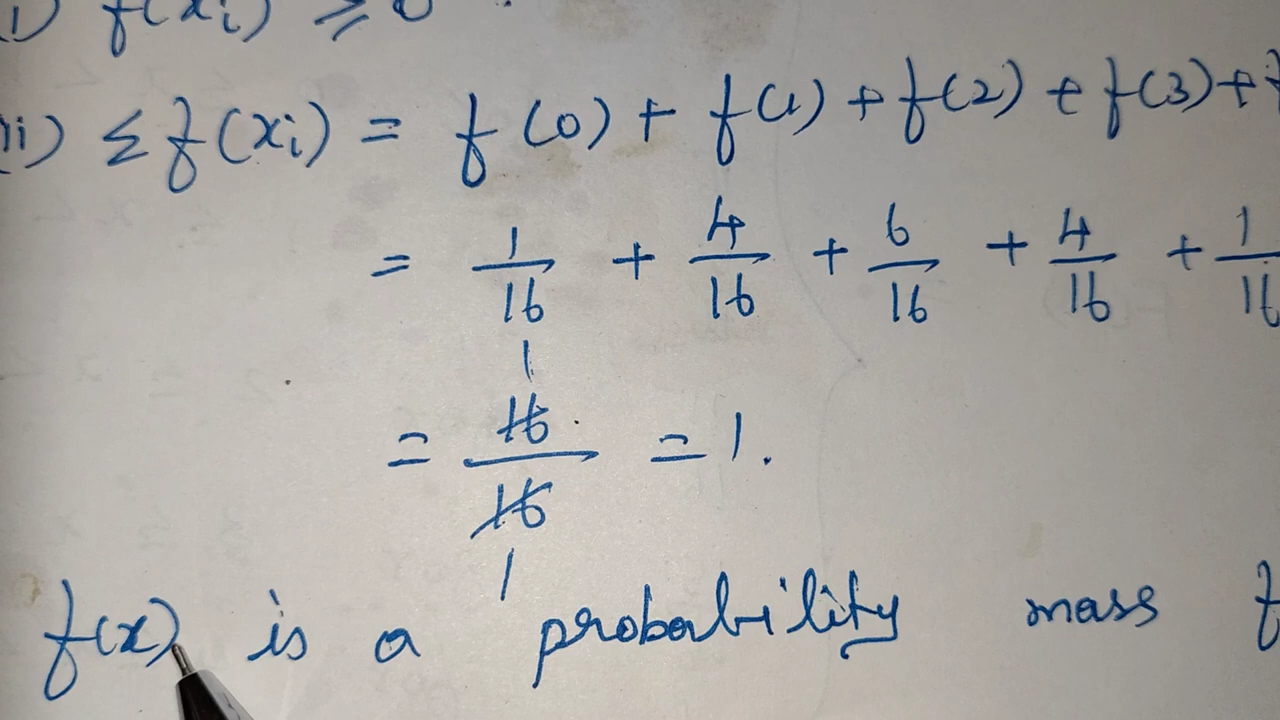 i) f(xi) ≥ 0
ii) Σ f(xi) = f(0) + f(1) + f(2) + f(3) +
= 1/16 + 4/16 + 6/16 + 4/16 + 1/16
= 16/16 = 1.
f(x) is a probability mass f